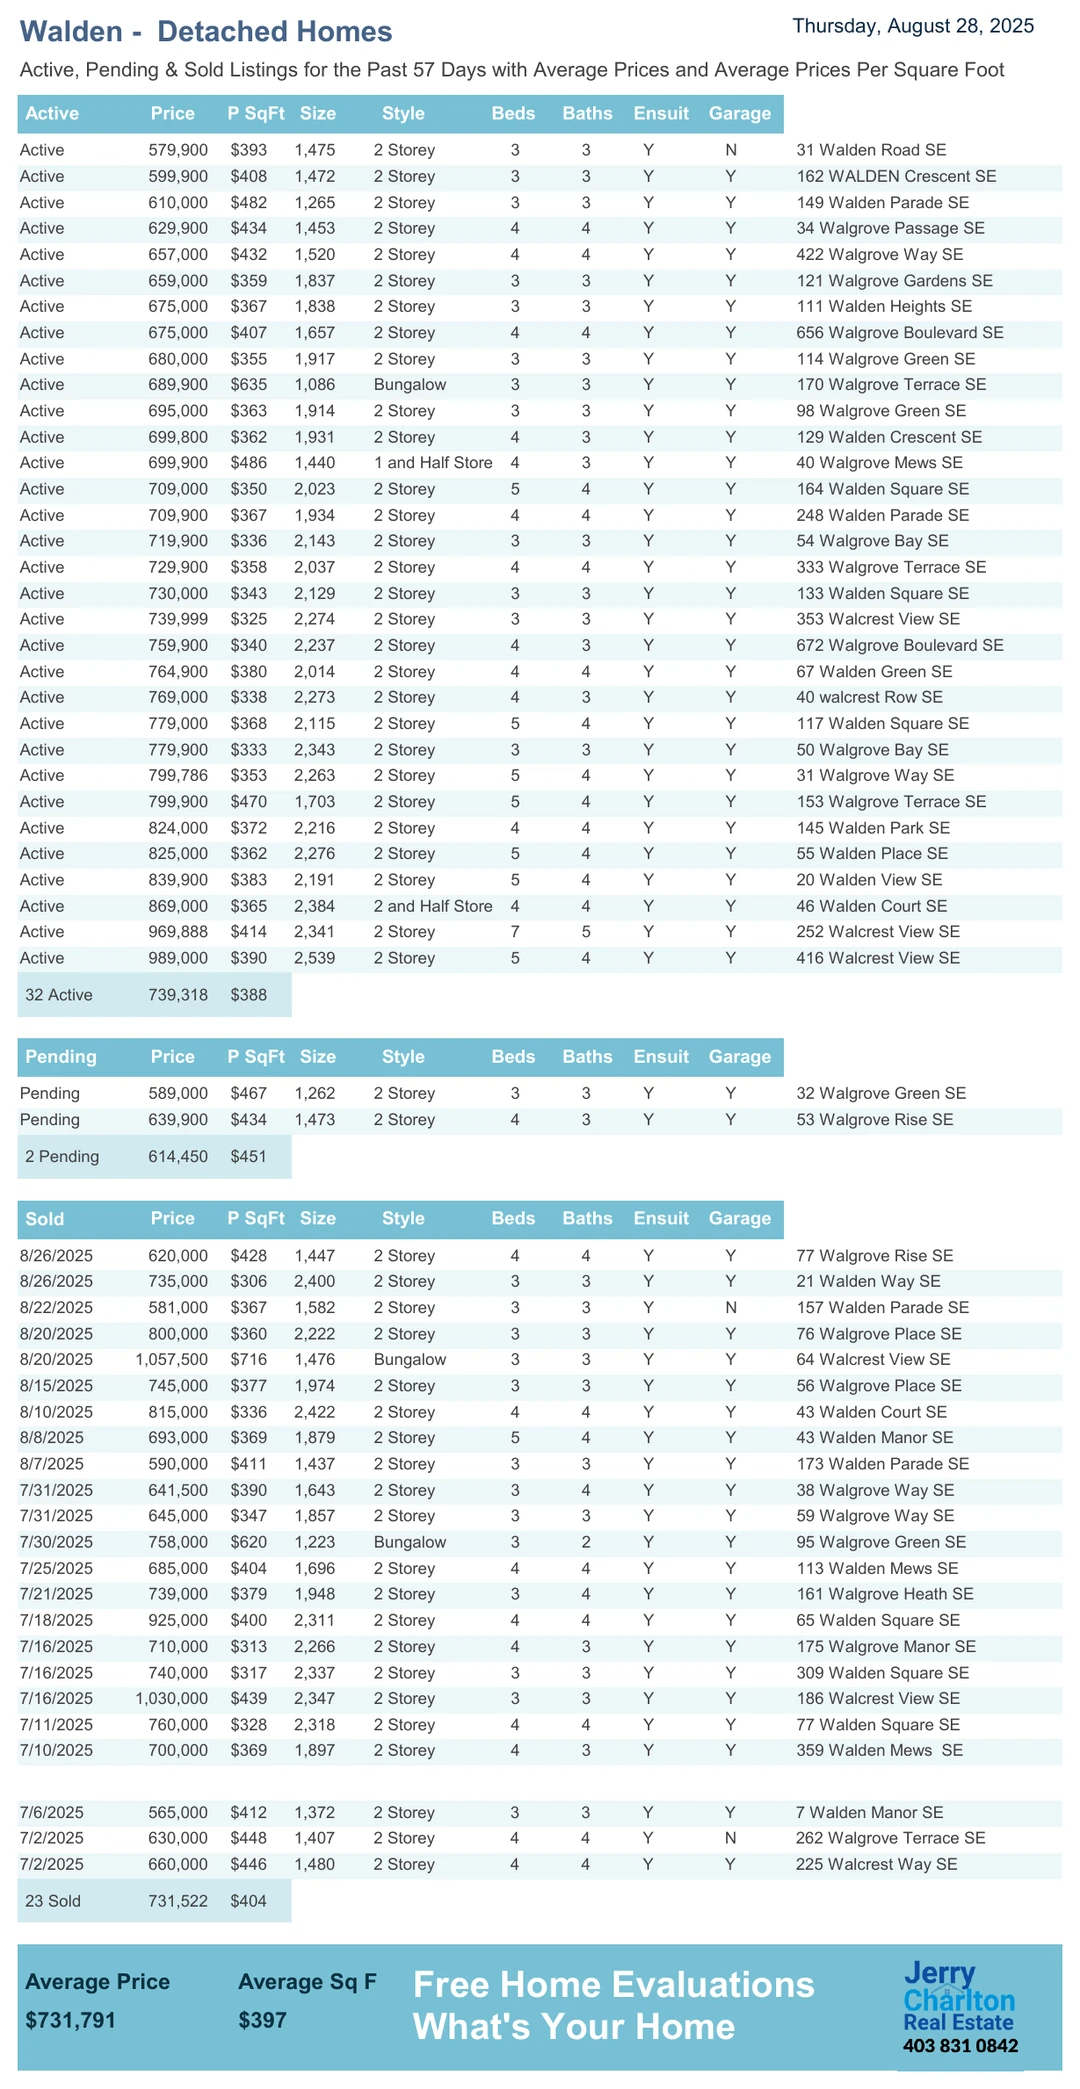 Walden -  Detached Homes
Thursday, August 28, 2025
Active, Pending & Sold Listings for the Past 57 Days with Average Prices and Average Prices Per Square Foot
Active Price P SqFt Size Style Beds Baths Ensuit Garage
Active 579,900 $393 1,475 2 Storey 3 3 Y N 31 Walden Road SE
Active 599,900 $408 1,472 2 Storey 3 3 Y Y 162 WALDEN Crescent SE
Active 610,000 $482 1,265 2 Storey 3 3 Y Y 149 Walden Parade SE
Active 629,900 $434 1,453 2 Storey 4 4 Y Y 34 Walgrove Passage SE
Active 657,000 $432 1,520 2 Storey 4 4 Y Y 422 Walgrove Way SE
Active 659,000 $359 1,837 2 Storey 3 3 Y Y 121 Walgrove Gardens SE
Active 675,000 $367 1,838 2 Storey 3 3 Y Y 111 Walden Heights SE
Active 675,000 $407 1,657 2 Storey 4 4 Y Y 656 Walgrove Boulevard SE
Active 680,000 $355 1,917 2 Storey 3 3 Y Y 114 Walgrove Green SE
Active 689,900 $635 1,086 Bungalow 3 3 Y Y 170 Walgrove Terrace SE
Active 695,000 $363 1,914 2 Storey 3 3 Y Y 98 Walgrove Green SE
Active 699,800 $362 1,931 2 Storey 4 3 Y Y 129 Walden Crescent SE
Active 699,900 $486 1,440 1 and Half Store 4 3 Y Y 40 Walgrove Mews SE
Active 709,000 $350 2,023 2 Storey 5 4 Y Y 164 Walden Square SE
Active 709,900 $367 1,934 2 Storey 4 4 Y Y 248 Walden Parade SE
Active 719,900 $336 2,143 2 Storey 3 3 Y Y 54 Walgrove Bay SE
Active 729,900 $358 2,037 2 Storey 4 4 Y Y 333 Walgrove Terrace SE
Active 730,000 $343 2,129 2 Storey 3 3 Y Y 133 Walden Square SE
Active 739,999 $325 2,274 2 Storey 3 3 Y Y 353 Walcrest View SE
Active 759,900 $340 2,237 2 Storey 4 3 Y Y 672 Walgrove Boulevard SE
Active 764,900 $380 2,014 2 Storey 4 4 Y Y 67 Walden Green SE
Active 769,000 $338 2,273 2 Storey 4 3 Y Y 40 walcrest Row SE
Active 779,000 $368 2,115 2 Storey 5 4 Y Y 117 Walden Square SE
Active 779,900 $333 2,343 2 Storey 3 3 Y Y 50 Walgrove Bay SE
Active 799,786 $353 2,263 2 Storey 5 4 Y Y 31 Walgrove Way SE
Active 799,900 $470 1,703 2 Storey 5 4 Y Y 153 Walgrove Terrace SE
Active 824,000 $372 2,216 2 Storey 4 4 Y Y 145 Walden Park SE
Active 825,000 $362 2,276 2 Storey 5 4 Y Y 55 Walden Place SE
Active 839,900 $383 2,191 2 Storey 5 4 Y Y 20 Walden View SE
Active 869,000 $365 2,384 2 and Half Store 4 4 Y Y 46 Walden Court SE
Active 969,888 $414 2,341 2 Storey 7 5 Y Y 252 Walcrest View SE
Active 989,000 $390 2,539 2 Storey 5 4 Y Y 416 Walcrest View SE
32 Active 739,318 $388
Pending Price P SqFt Size Style Beds Baths Ensuit Garage
Pending 589,000 $467 1,262 2 Storey 3 3 Y Y 32 Walgrove Green SE
Pending 639,900 $434 1,473 2 Storey 4 3 Y Y 53 Walgrove Rise SE
2 Pending 614,450 $451
Sold Price P SqFt Size Style Beds Baths Ensuit Garage
8/26/2025 620,000 $428 1,447 2 Storey 4 4 Y Y 77 Walgrove Rise SE
8/26/2025 735,000 $306 2,400 2 Storey 3 3 Y Y 21 Walden Way SE
8/22/2025 581,000 $367 1,582 2 Storey 3 3 Y N 157 Walden Parade SE
8/20/2025 800,000 $360 2,222 2 Storey 3 3 Y Y 76 Walgrove Place SE
8/20/2025 1,057,500 $716 1,476 Bungalow 3 3 Y Y 64 Walcrest View SE
8/15/2025 745,000 $377 1,974 2 Storey 3 3 Y Y 56 Walgrove Place SE
8/10/2025 815,000 $336 2,422 2 Storey 4 4 Y Y 43 Walden Court SE
8/8/2025 693,000 $369 1,879 2 Storey 5 4 Y Y 43 Walden Manor SE
8/7/2025 590,000 $411 1,437 2 Storey 3 3 Y Y 173 Walden Parade SE
7/31/2025 641,500 $390 1,643 2 Storey 3 4 Y Y 38 Walgrove Way SE
7/31/2025 645,000 $347 1,857 2 Storey 3 3 Y Y 59 Walgrove Way SE
7/30/2025 758,000 $620 1,223 Bungalow 3 2 Y Y 95 Walgrove Green SE
7/25/2025 685,000 $404 1,696 2 Storey 4 4 Y Y 113 Walden Mews SE
7/21/2025 739,000 $379 1,948 2 Storey 3 4 Y Y 161 Walgrove Heath SE
7/18/2025 925,000 $400 2,311 2 Storey 4 4 Y Y 65 Walden Square SE
7/16/2025 710,000 $313 2,266 2 Storey 4 3 Y Y 175 Walgrove Manor SE
7/16/2025 740,000 $317 2,337 2 Storey 3 3 Y Y 309 Walden Square SE
7/16/2025 1,030,000 $439 2,347 2 Storey 3 3 Y Y 186 Walcrest View SE
7/11/2025 760,000 $328 2,318 2 Storey 4 4 Y Y 77 Walden Square SE
7/10/2025 700,000 $369 1,897 2 Storey 4 3 Y Y 359 Walden Mews  SE
7/6/2025 565,000 $412 1,372 2 Storey 3 3 Y Y 7 Walden Manor SE
7/2/2025 630,000 $448 1,407 2 Storey 4 4 Y N 262 Walgrove Terrace SE
7/2/2025 660,000 $446 1,480 2 Storey 4 4 Y Y 225 Walcrest Way SE
23 Sold 731,522 $404
Average Price Average Sq F
$731,791 $397
Free Home Evaluations
What's Your Home
Jerry
Charlton
Real Estate
403 831 0842